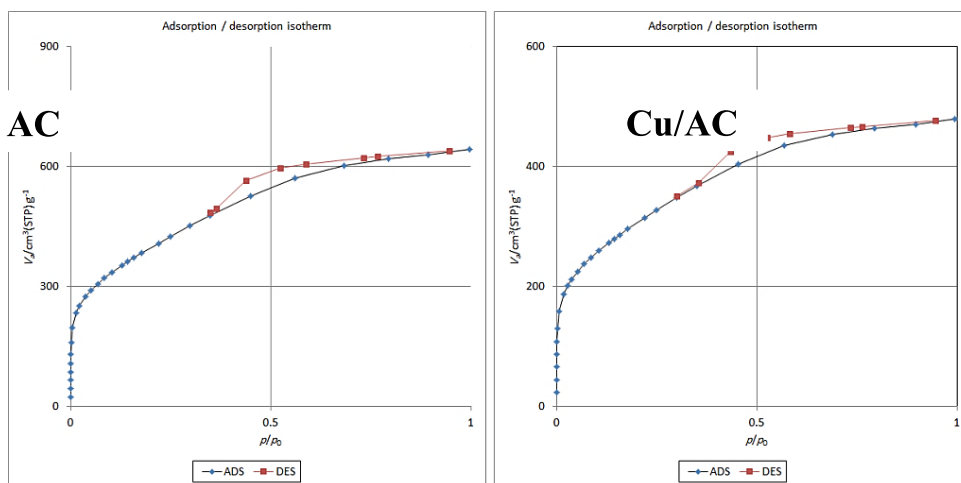 Adsorption / desorption isotherm
900
600
300
0
Vₐ/cm³(STP)g⁻¹
AC
0
0.5
1
p/p₀
ADS DES
Adsorption / desorption isotherm
600
400
200
0
Vₐ/cm³(STP)g⁻¹
Cu/AC
0
0.5
1
p/p₀
ADS DES